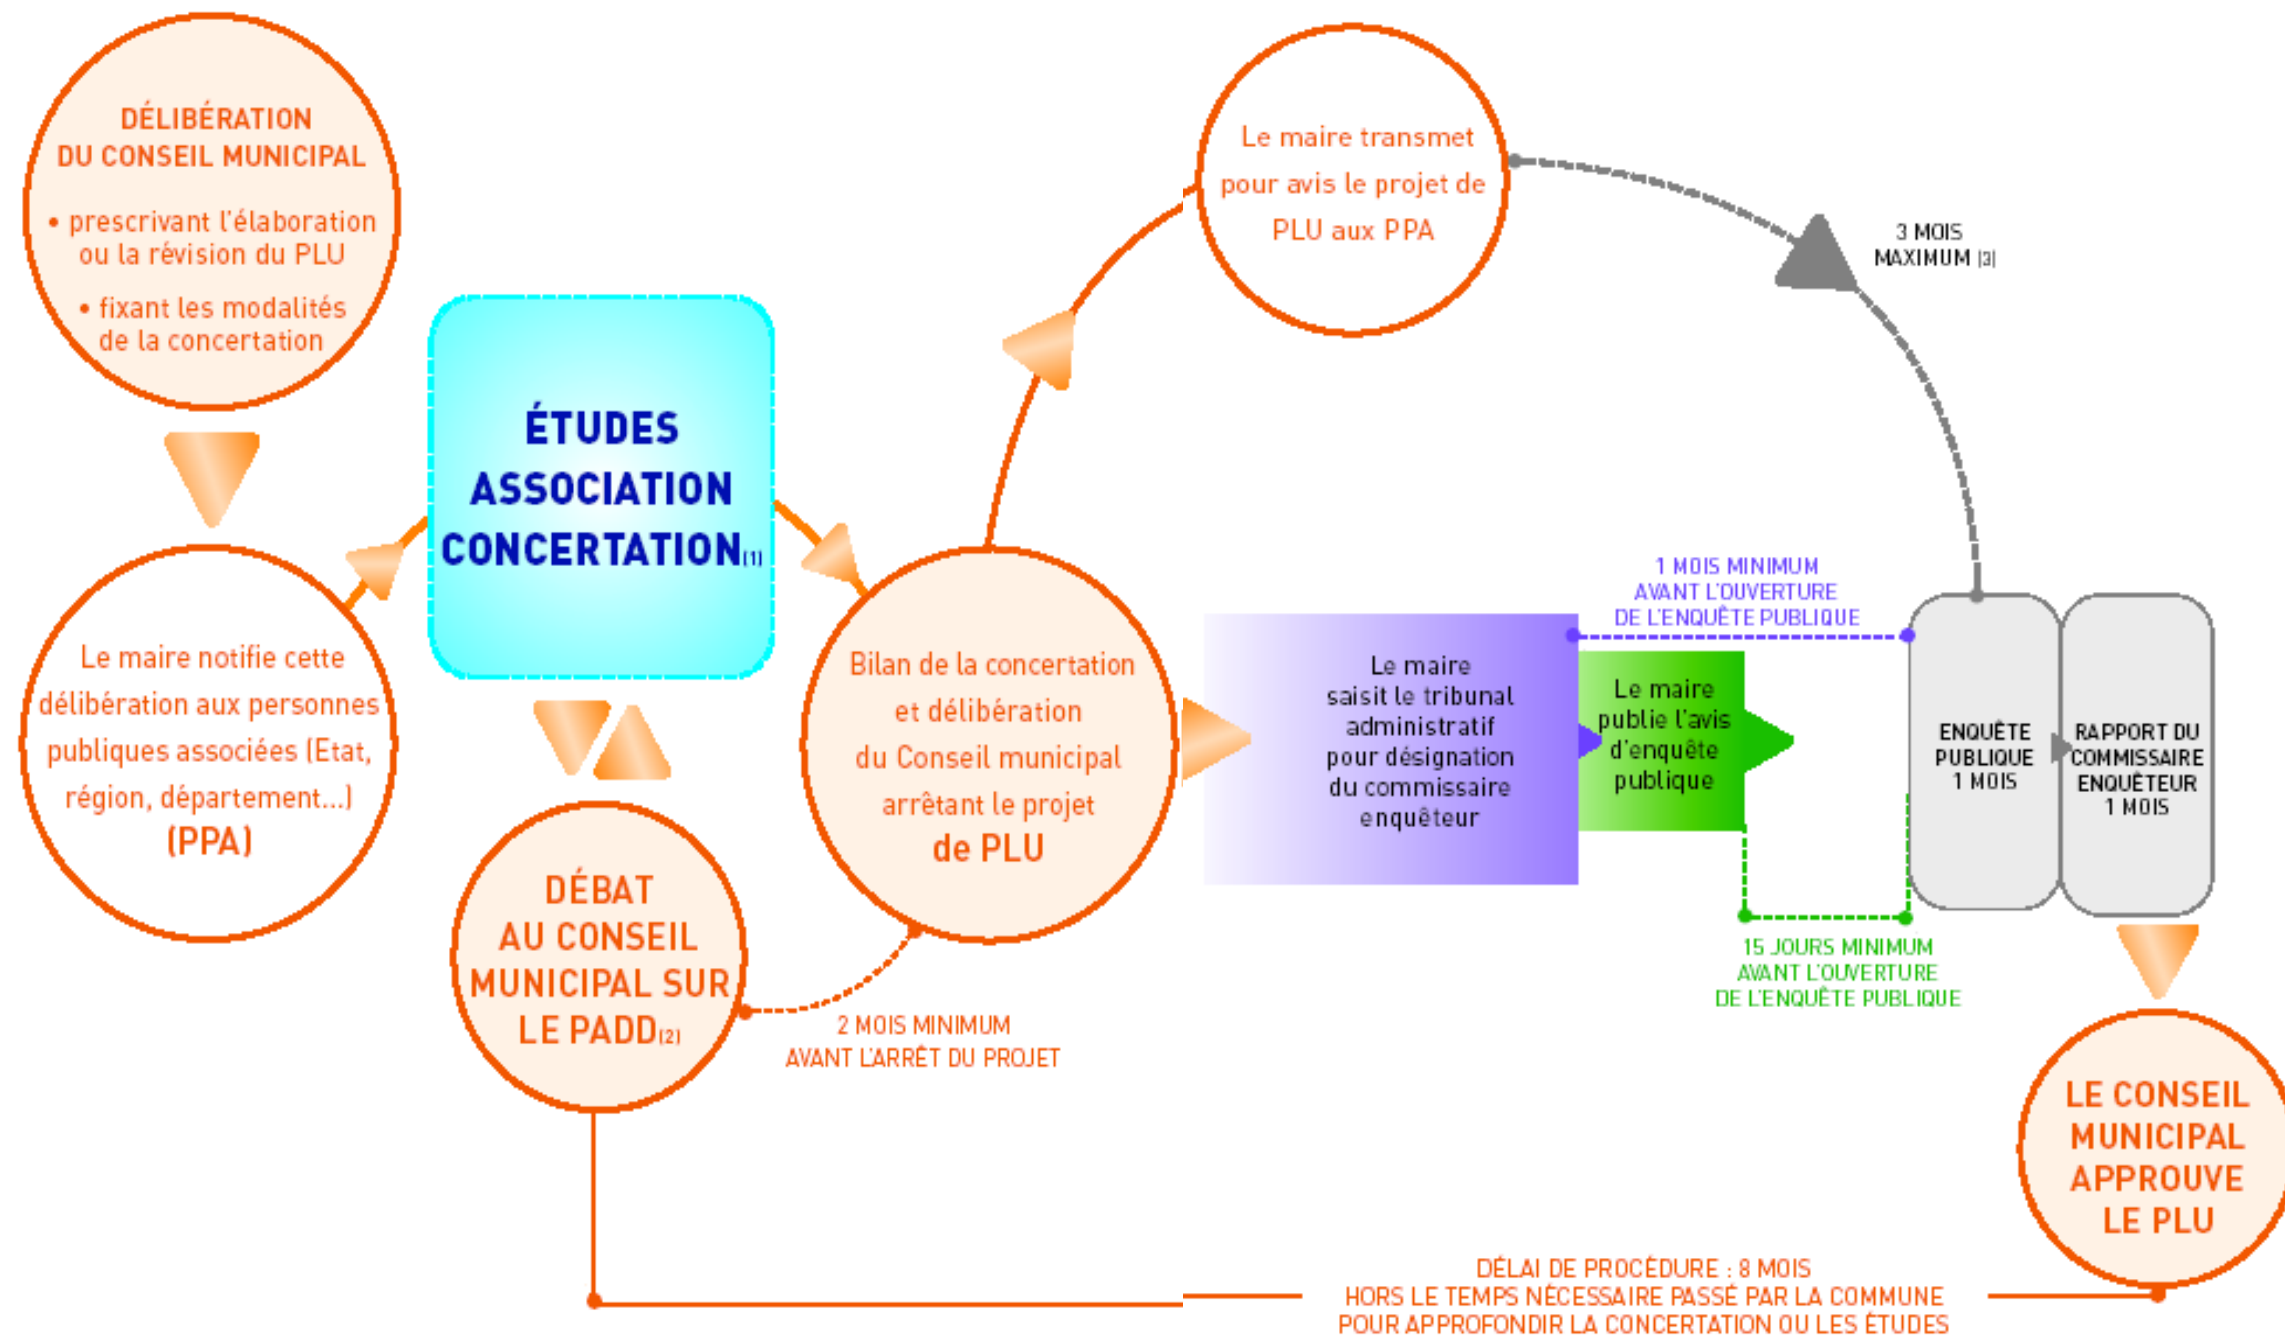 DÉLIBÉRATION
DU CONSEIL MUNICIPAL
• prescrivant l'élaboration
ou la révision du PLU
• fixant les modalités
de la concertation
Le maire notifie cette
délibération aux personnes
publiques associées (Etat,
région, département...)
(PPA)
ÉTUDES
ASSOCIATION
CONCERTATION(1)
DÉBAT
AU CONSEIL
MUNICIPAL SUR
LE PADD(2)
2 MOIS MINIMUM
AVANT L'ARRÊT DU PROJET
Bilan de la concertation
et délibération
du Conseil municipal
arrêtant le projet
de PLU
Le maire transmet
pour avis le projet de
PLU aux PPA
3 MOIS
MAXIMUM (3)
Le maire
saisit le tribunal
administratif
pour désignation
du commissaire
enquêteur
1 MOIS MINIMUM
AVANT L'OUVERTURE
DE L'ENQUÊTE PUBLIQUE
Le maire
publie l'avis
d'enquête
publique
15 JOURS MINIMUM
AVANT L'OUVERTURE
DE L'ENQUÊTE PUBLIQUE
ENQUÊTE
PUBLIQUE
1 MOIS
RAPPORT DU
COMMISSAIRE
ENQUÊTEUR
1 MOIS
LE CONSEIL
MUNICIPAL
APPROUVE
LE PLU
DÉLAI DE PROCÉDURE : 8 MOIS
HORS LE TEMPS NÉCESSAIRE PASSÉ PAR LA COMMUNE
POUR APPROFONDIR LA CONCERTATION OU LES ÉTUDES